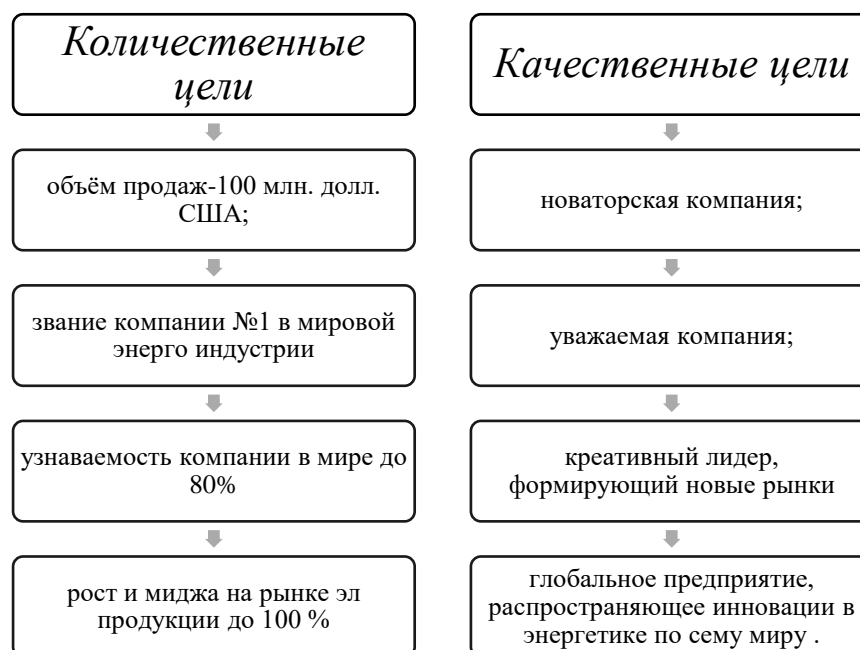 Количественные
цели
объём продаж-100 млн. долл.
США;
звание компании №1 в мировой
энерго индустрии
узнаваемость компании в мире до
80%
рост и миджа на рынке эл
продукции до 100 %
Качественные цели
новаторская компания;
уважаемая компания;
креативный лидер,
формирующий новые рынки
глобальное предприятие,
распространяющее инновации в
энергетике по сему миру .